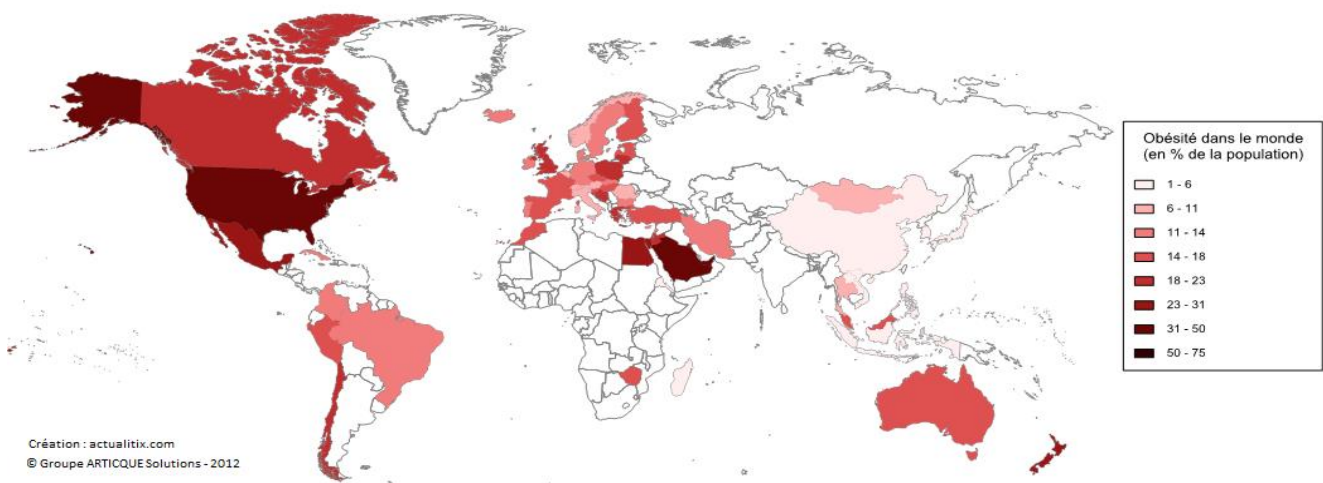 Obésité dans le monde
(en % de la population)
1 - 6
6 - 11
11 - 14
14 - 18
18 - 23
23 - 31
31 - 50
50 - 75
Création : actualitix.com
© Groupe ARTICQUE Solutions - 2012